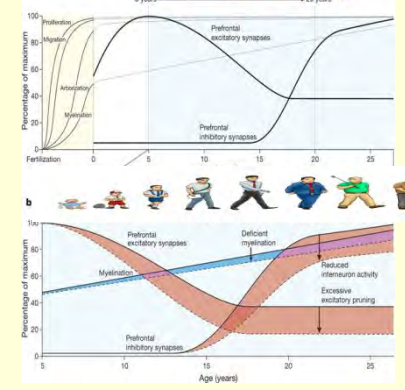 100
80
60
40
20
0
Percentage of maximum
Proliferation
Migration
Arborization
Myelination
Prefrontal
excitatory synapses
Prefrontal
inhibitory synapses
Fertilization
0
5
10
15
20
25
b
100
80
60
40
20
0
Percentage of maximum
Prefrontal
excitatory synapses
Deficient
myelination
Myelination
Reduced
interneuron activity
Excessive
excitatory pruning
Prefrontal
inhibitory synapses
5
10
15
20
25
Age (years)